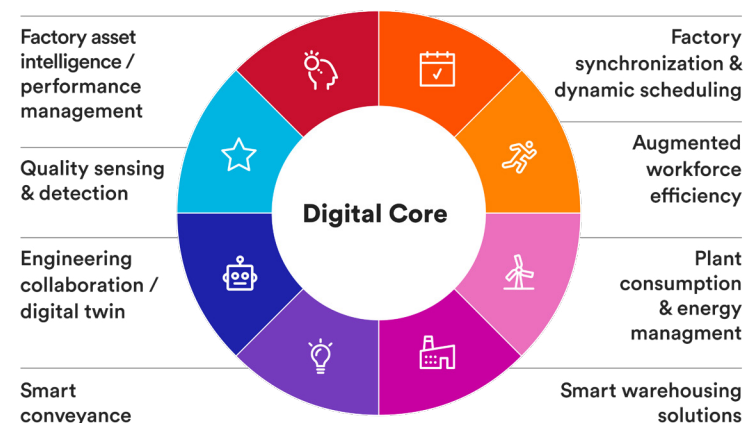 Factory asset
intelligence /
performance
management
Quality sensing
& detection
Engineering
collaboration /
digital twin
Smart
conveyance
Digital Core
Factory
synchronization &
dynamic scheduling
Augmented
workforce
efficiency
Plant
consumption
& energy
managment
Smart warehousing
solutions